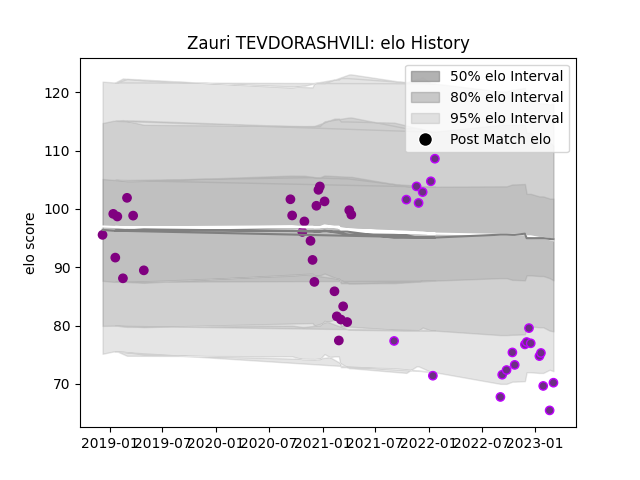 Zauri TEVDORASHVILI: elo History
50% elo Interval
80% elo Interval
95% elo Interval
Post Match elo
elo score
120
110
100
90
80
70
2019-01 2019-07 2020-01 2020-07 2021-01 2021-07 2022-01 2022-07 2023-01